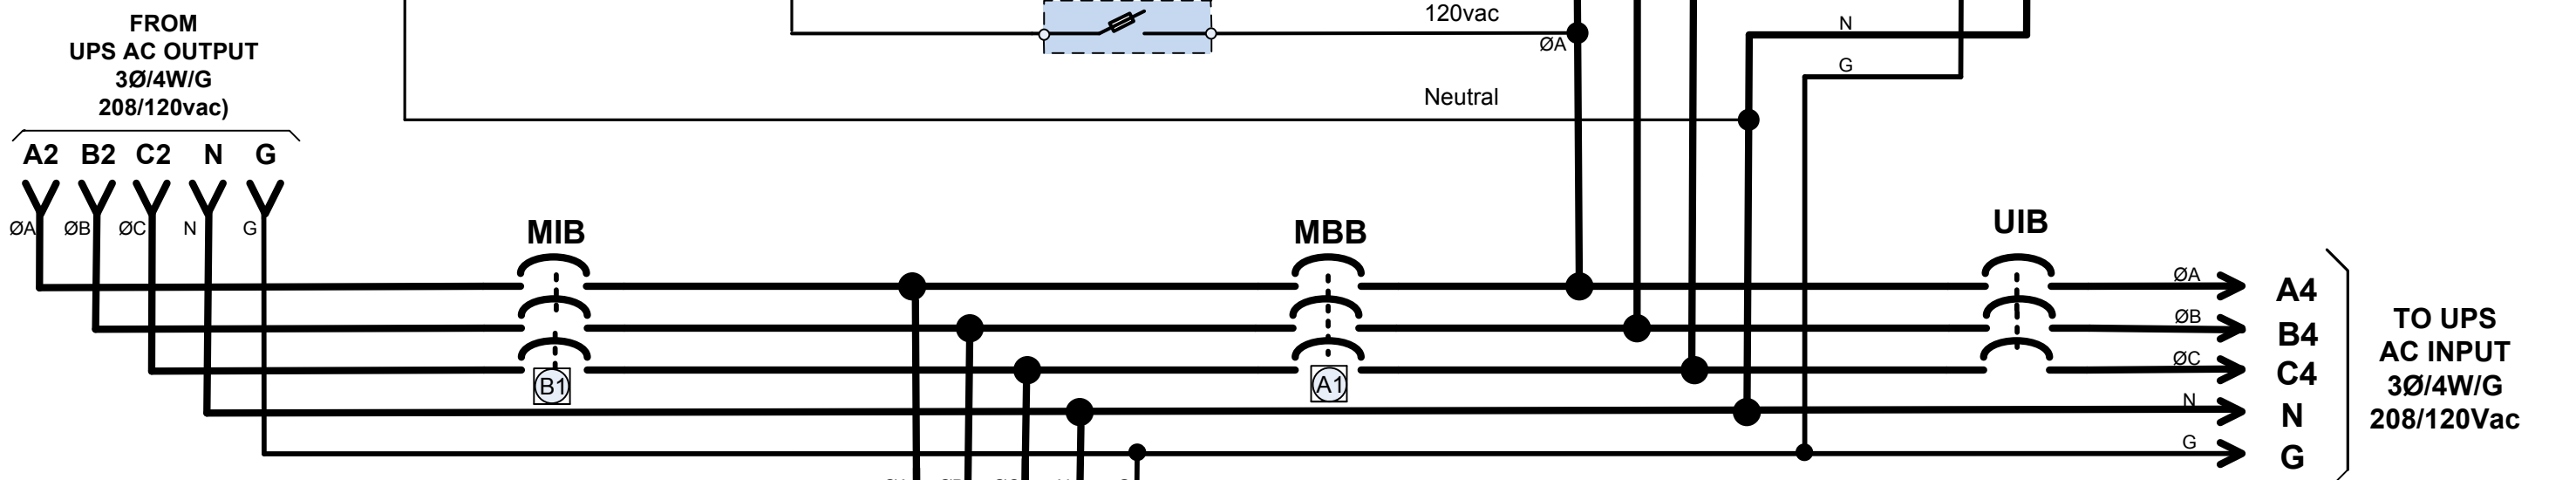 FROM
UPS AC OUTPUT
3Ø/4W/G
208/120vac)
A2 B2 C2 N G
ØA ØB ØC N G
120vac
ØA
Neutral
N
G
MIB
MBB
UIB
B1
A1
ØA
ØB
ØC
N
G
A4
B4
C4
N
G
TO UPS
AC INPUT
3Ø/4W/G
208/120Vac